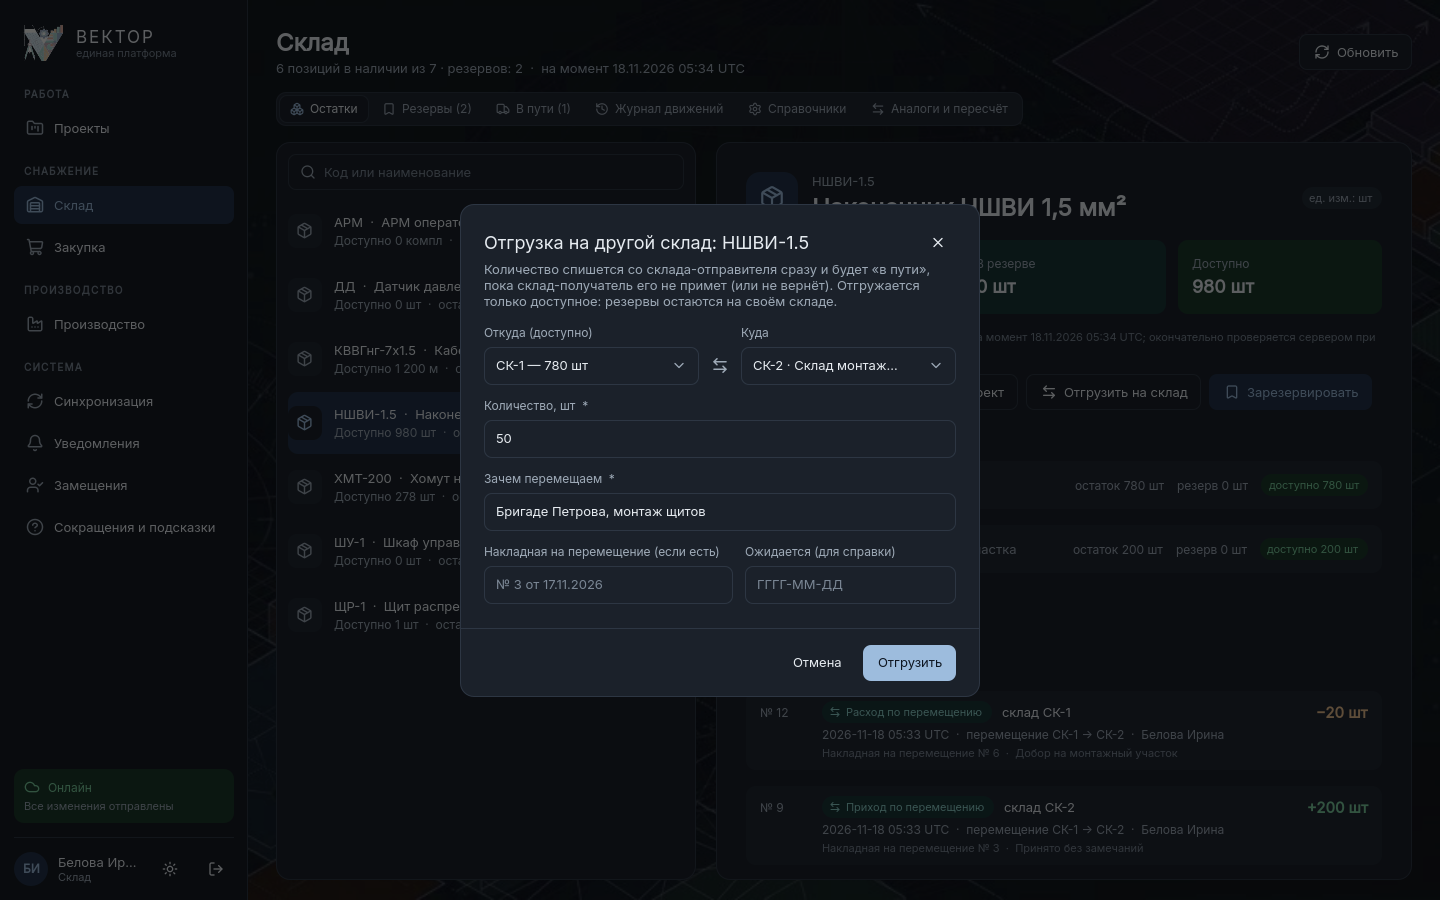 ВЕКТОР
единая платформа
РАБОТА
Проекты
СНАБЖЕНИЕ
Склад
Закупка
ПРОИЗВОДСТВО
Производство
СИСТЕМА
Синхронизация
Уведомления
Замещения
Сокращения и подсказки
Онлайн
Все изменения отправлены
БИ
Белова Ир...
Склад
Склад
6 позиций в наличии из 7 · резервов: 2 · на момент 18.11.2026 05:34 UTC
Обновить
Остатки
Резервы (2)
В пути (1)
Журнал движений
Справочники
Аналоги и пересчёт
Код или наименование
АРМ · АРМ операт
Доступно 0 компл ·
ДД · Датчик давле
Доступно 0 шт · оста
КВВГнг-7х1.5 · Кабе
Доступно 1 200 м · о
НШВИ-1.5 · Наконе
Доступно 980 шт · о
ХМТ-200 · Хомут н
Доступно 278 шт · о
ШУ-1 · Шкаф управ
Доступно 0 шт · оста
ЩР-1 · Щит распре
Доступно 1 шт · оста
НШВИ-1.5
Наконечник НШВИ 1,5 мм²
ед. изм.: шт
В резерве
0 шт
Доступно
980 шт
момент 18.11.2026 05:34 UTC; окончательно проверяется сервером при
ект
Отгрузить на склад
Зарезервировать
остаток 780 шт резерв 0 шт доступно 780 шт
астка остаток 200 шт резерв 0 шт доступно 200 шт
№ 12
Расход по перемещению
склад СК-1
−20 шт
2026-11-18 05:33 UTC · перемещение СК-1 → СК-2 · Белова Ирина
Накладная на перемещение № 6 · Добор на монтажный участок
№ 9
Приход по перемещению
склад СК-2
+200 шт
2026-11-18 05:33 UTC · перемещение СК-1 → СК-2 · Белова Ирина
Накладная на перемещение № 3 · Принято без замечаний
Отгрузка на другой склад: НШВИ-1.5
Количество спишется со склада-отправителя сразу и будет «в пути»,
пока склад-получатель его не примет (или не вернёт). Отгружается
только доступное: резервы остаются на своём складе.
Откуда (доступно)
Куда
СК-1 — 780 шт
СК-2 · Склад монтаж...
Количество, шт *
50
Зачем перемещаем *
Бригаде Петрова, монтаж щитов
Накладная на перемещение (если есть)
Ожидается (для справки)
№ 3 от 17.11.2026
ГГГГ-ММ-ДД
Отмена
Отгрузить